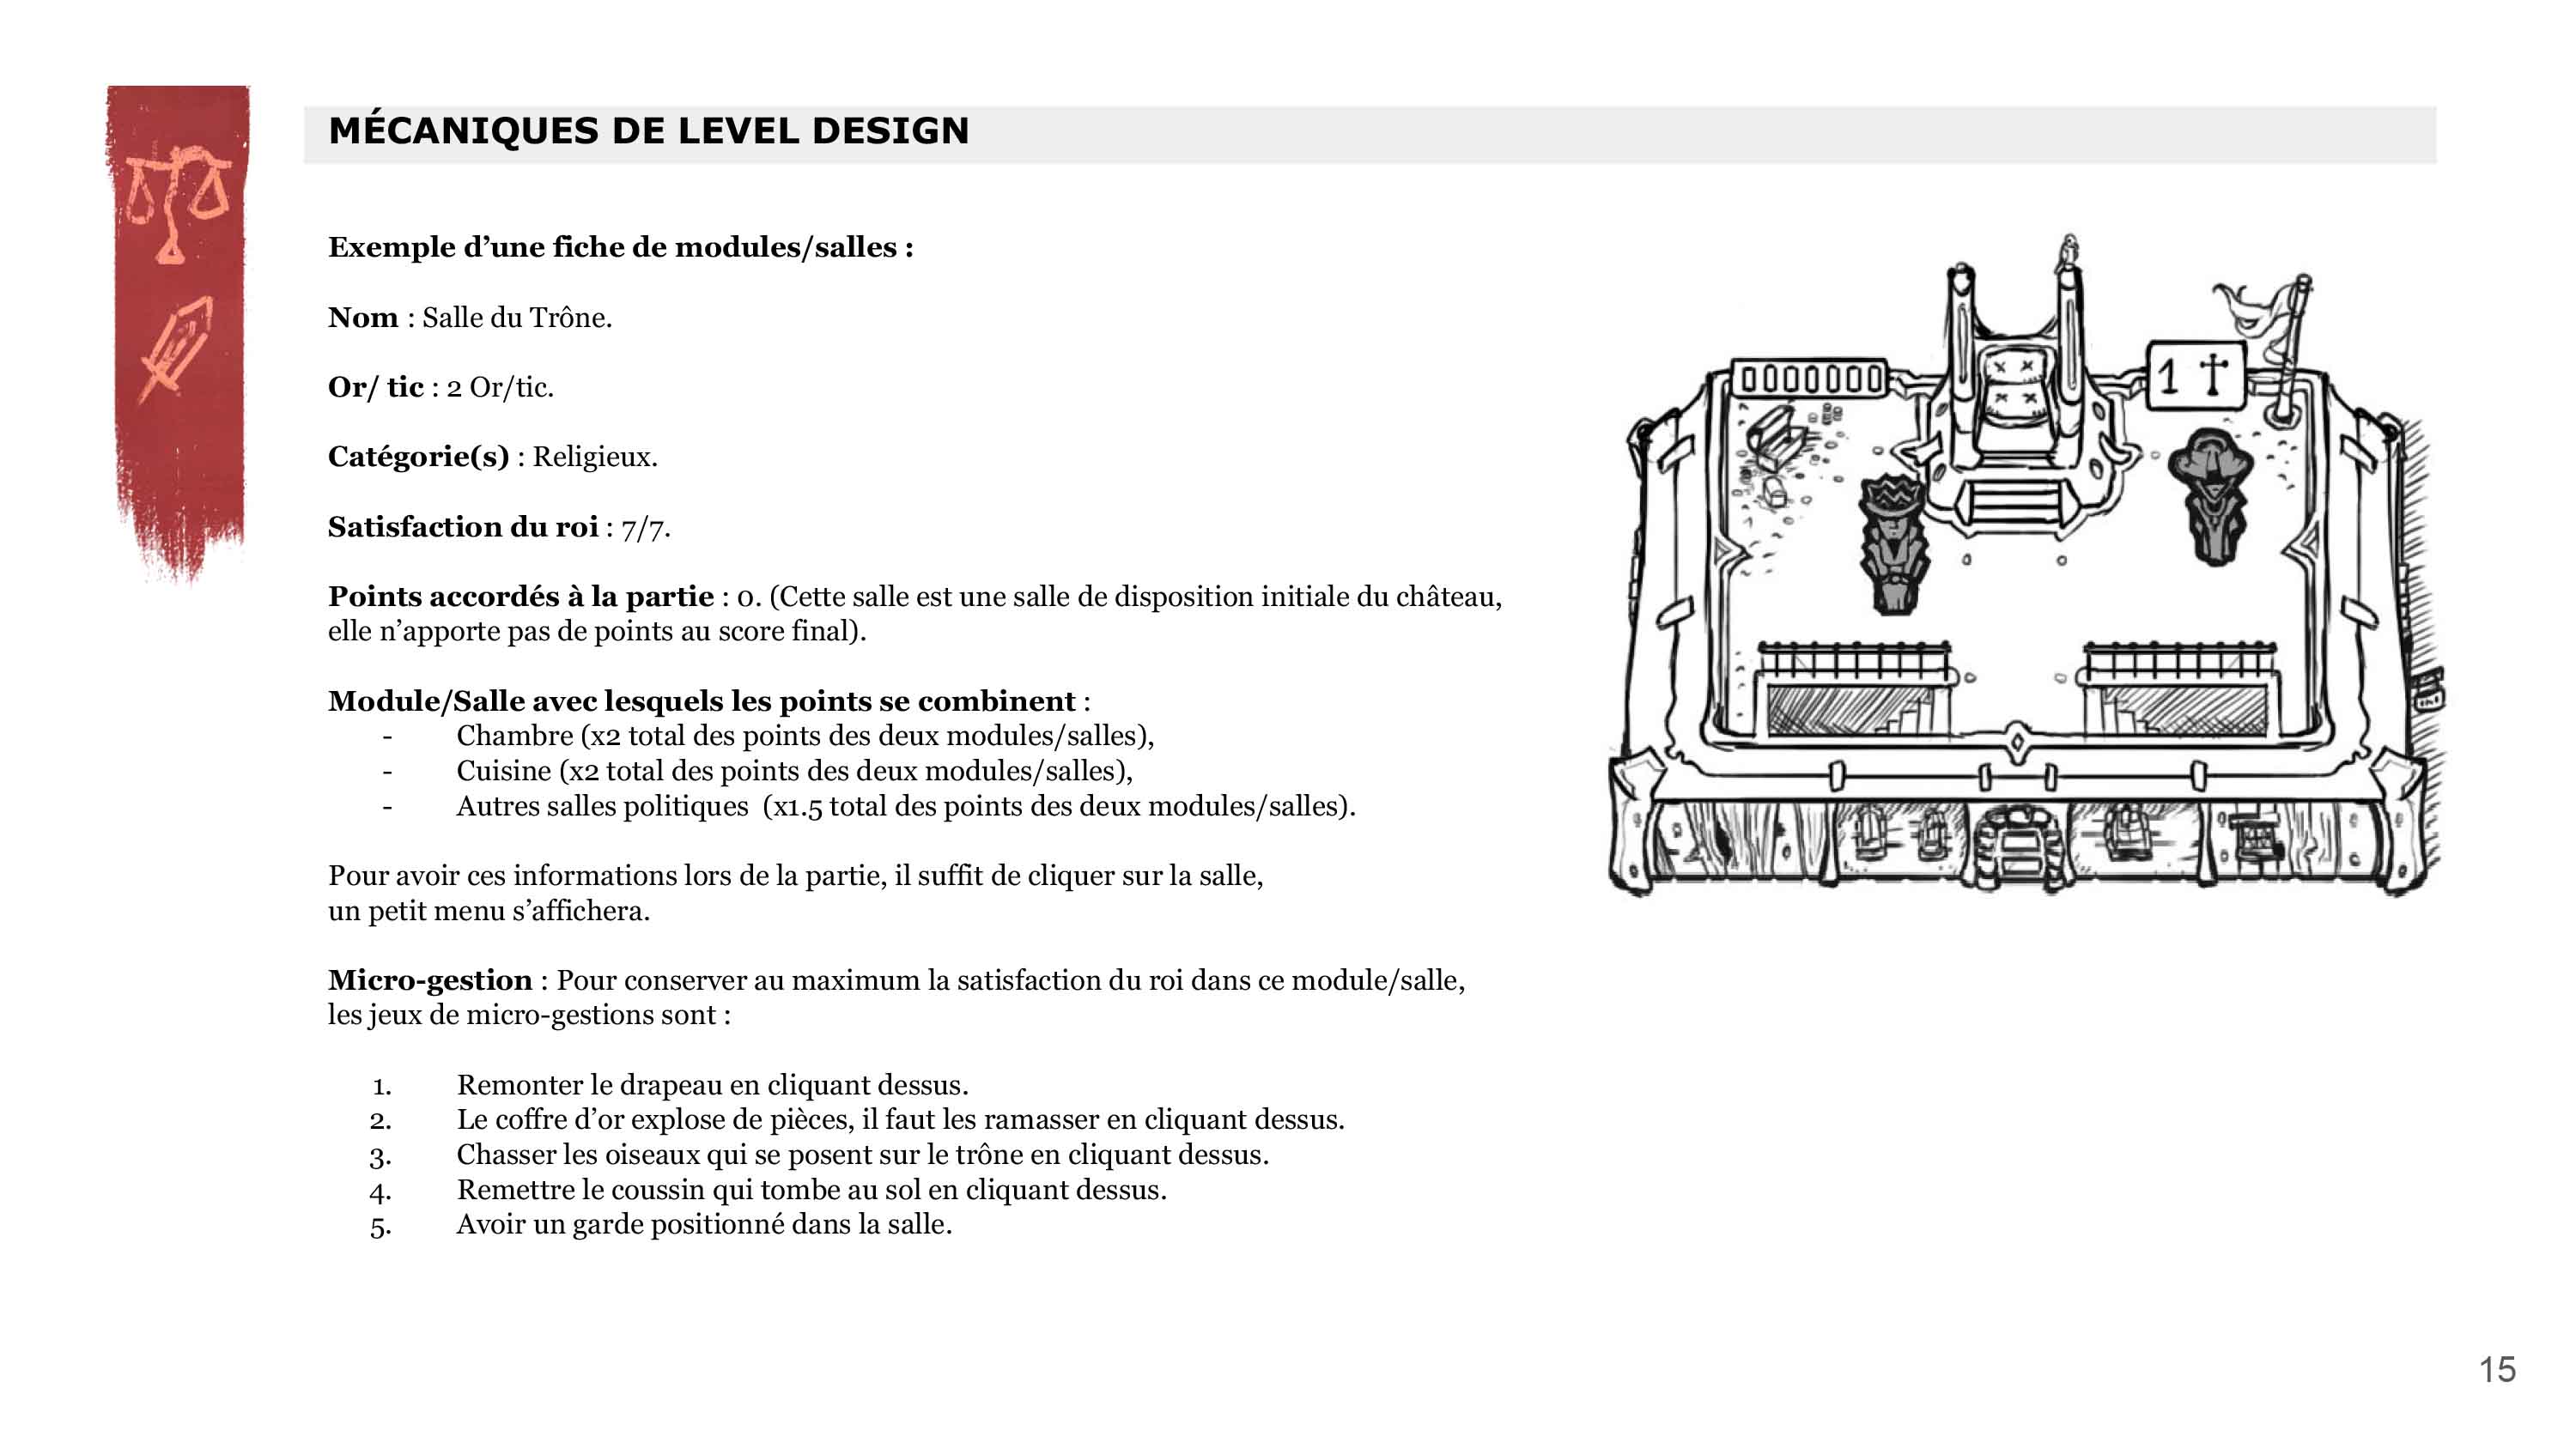 MÉCANIQUES DE LEVEL DESIGN
Exemple d’une fiche de modules/salles :
Nom : Salle du Trône.
Or/ tic : 2 Or/tic.
Catégorie(s) : Religieux.
Satisfaction du roi : 7/7.
Points accordés à la partie : 0. (Cette salle est une salle de disposition initiale du château,
elle n’apporte pas de points au score final).
Module/Salle avec lesquels les points se combinent :
- Chambre (x2 total des points des deux modules/salles),
- Cuisine (x2 total des points des deux modules/salles),
- Autres salles politiques (x1.5 total des points des deux modules/salles).
Pour avoir ces informations lors de la partie, il suffit de cliquer sur la salle,
un petit menu s’affichera.
Micro-gestion : Pour conserver au maximum la satisfaction du roi dans ce module/salle,
les jeux de micro-gestions sont :
1. Remonter le drapeau en cliquant dessus.
2. Le coffre d’or explose de pièces, il faut les ramasser en cliquant dessus.
3. Chasser les oiseaux qui se posent sur le trône en cliquant dessus.
4. Remettre le coussin qui tombe au sol en cliquant dessus.
5. Avoir un garde positionné dans la salle.
1
15